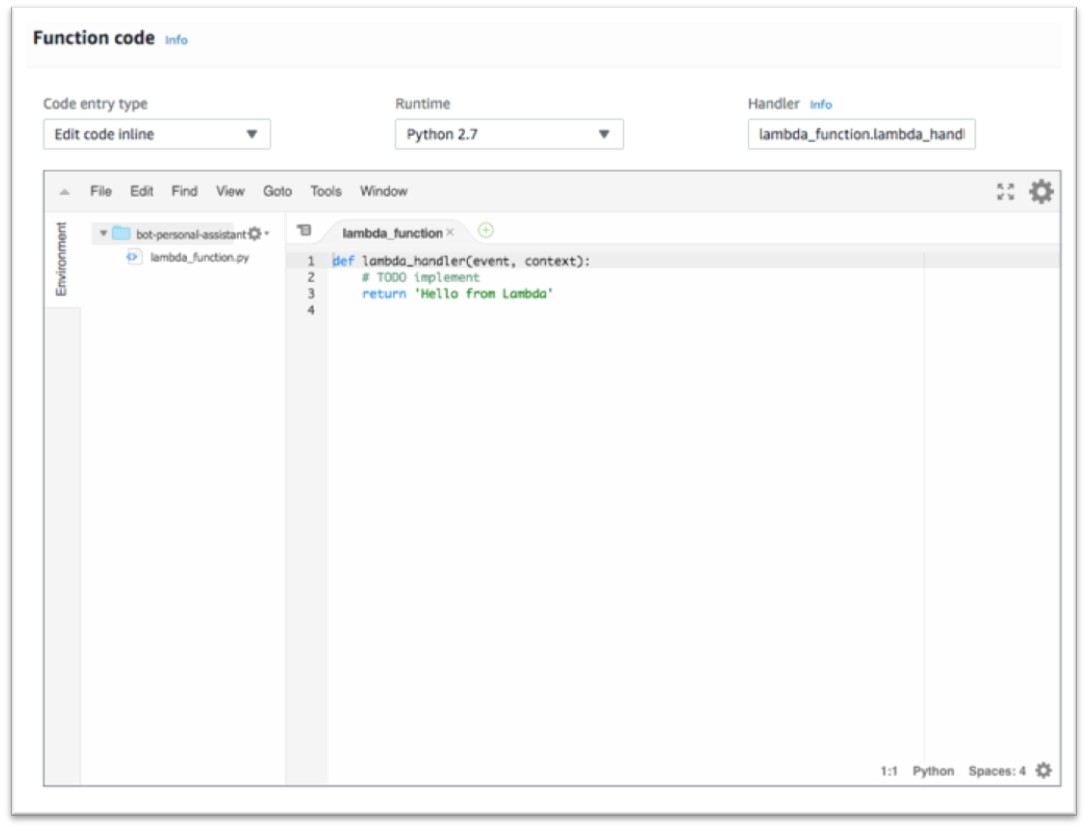 Function code Info
Code entry type
Runtime
Handler Info
Edit code inline
Python 2.7
lambda_function.lambda_handl
File Edit Find View Goto Tools Window
Environment
bot-personal-assistant
lambda_function.py
lambda_function
1 def lambda_handler(event, context):
2     # TODO implement
3     return 'Hello from Lambda'
4
1:1 Python Spaces: 4